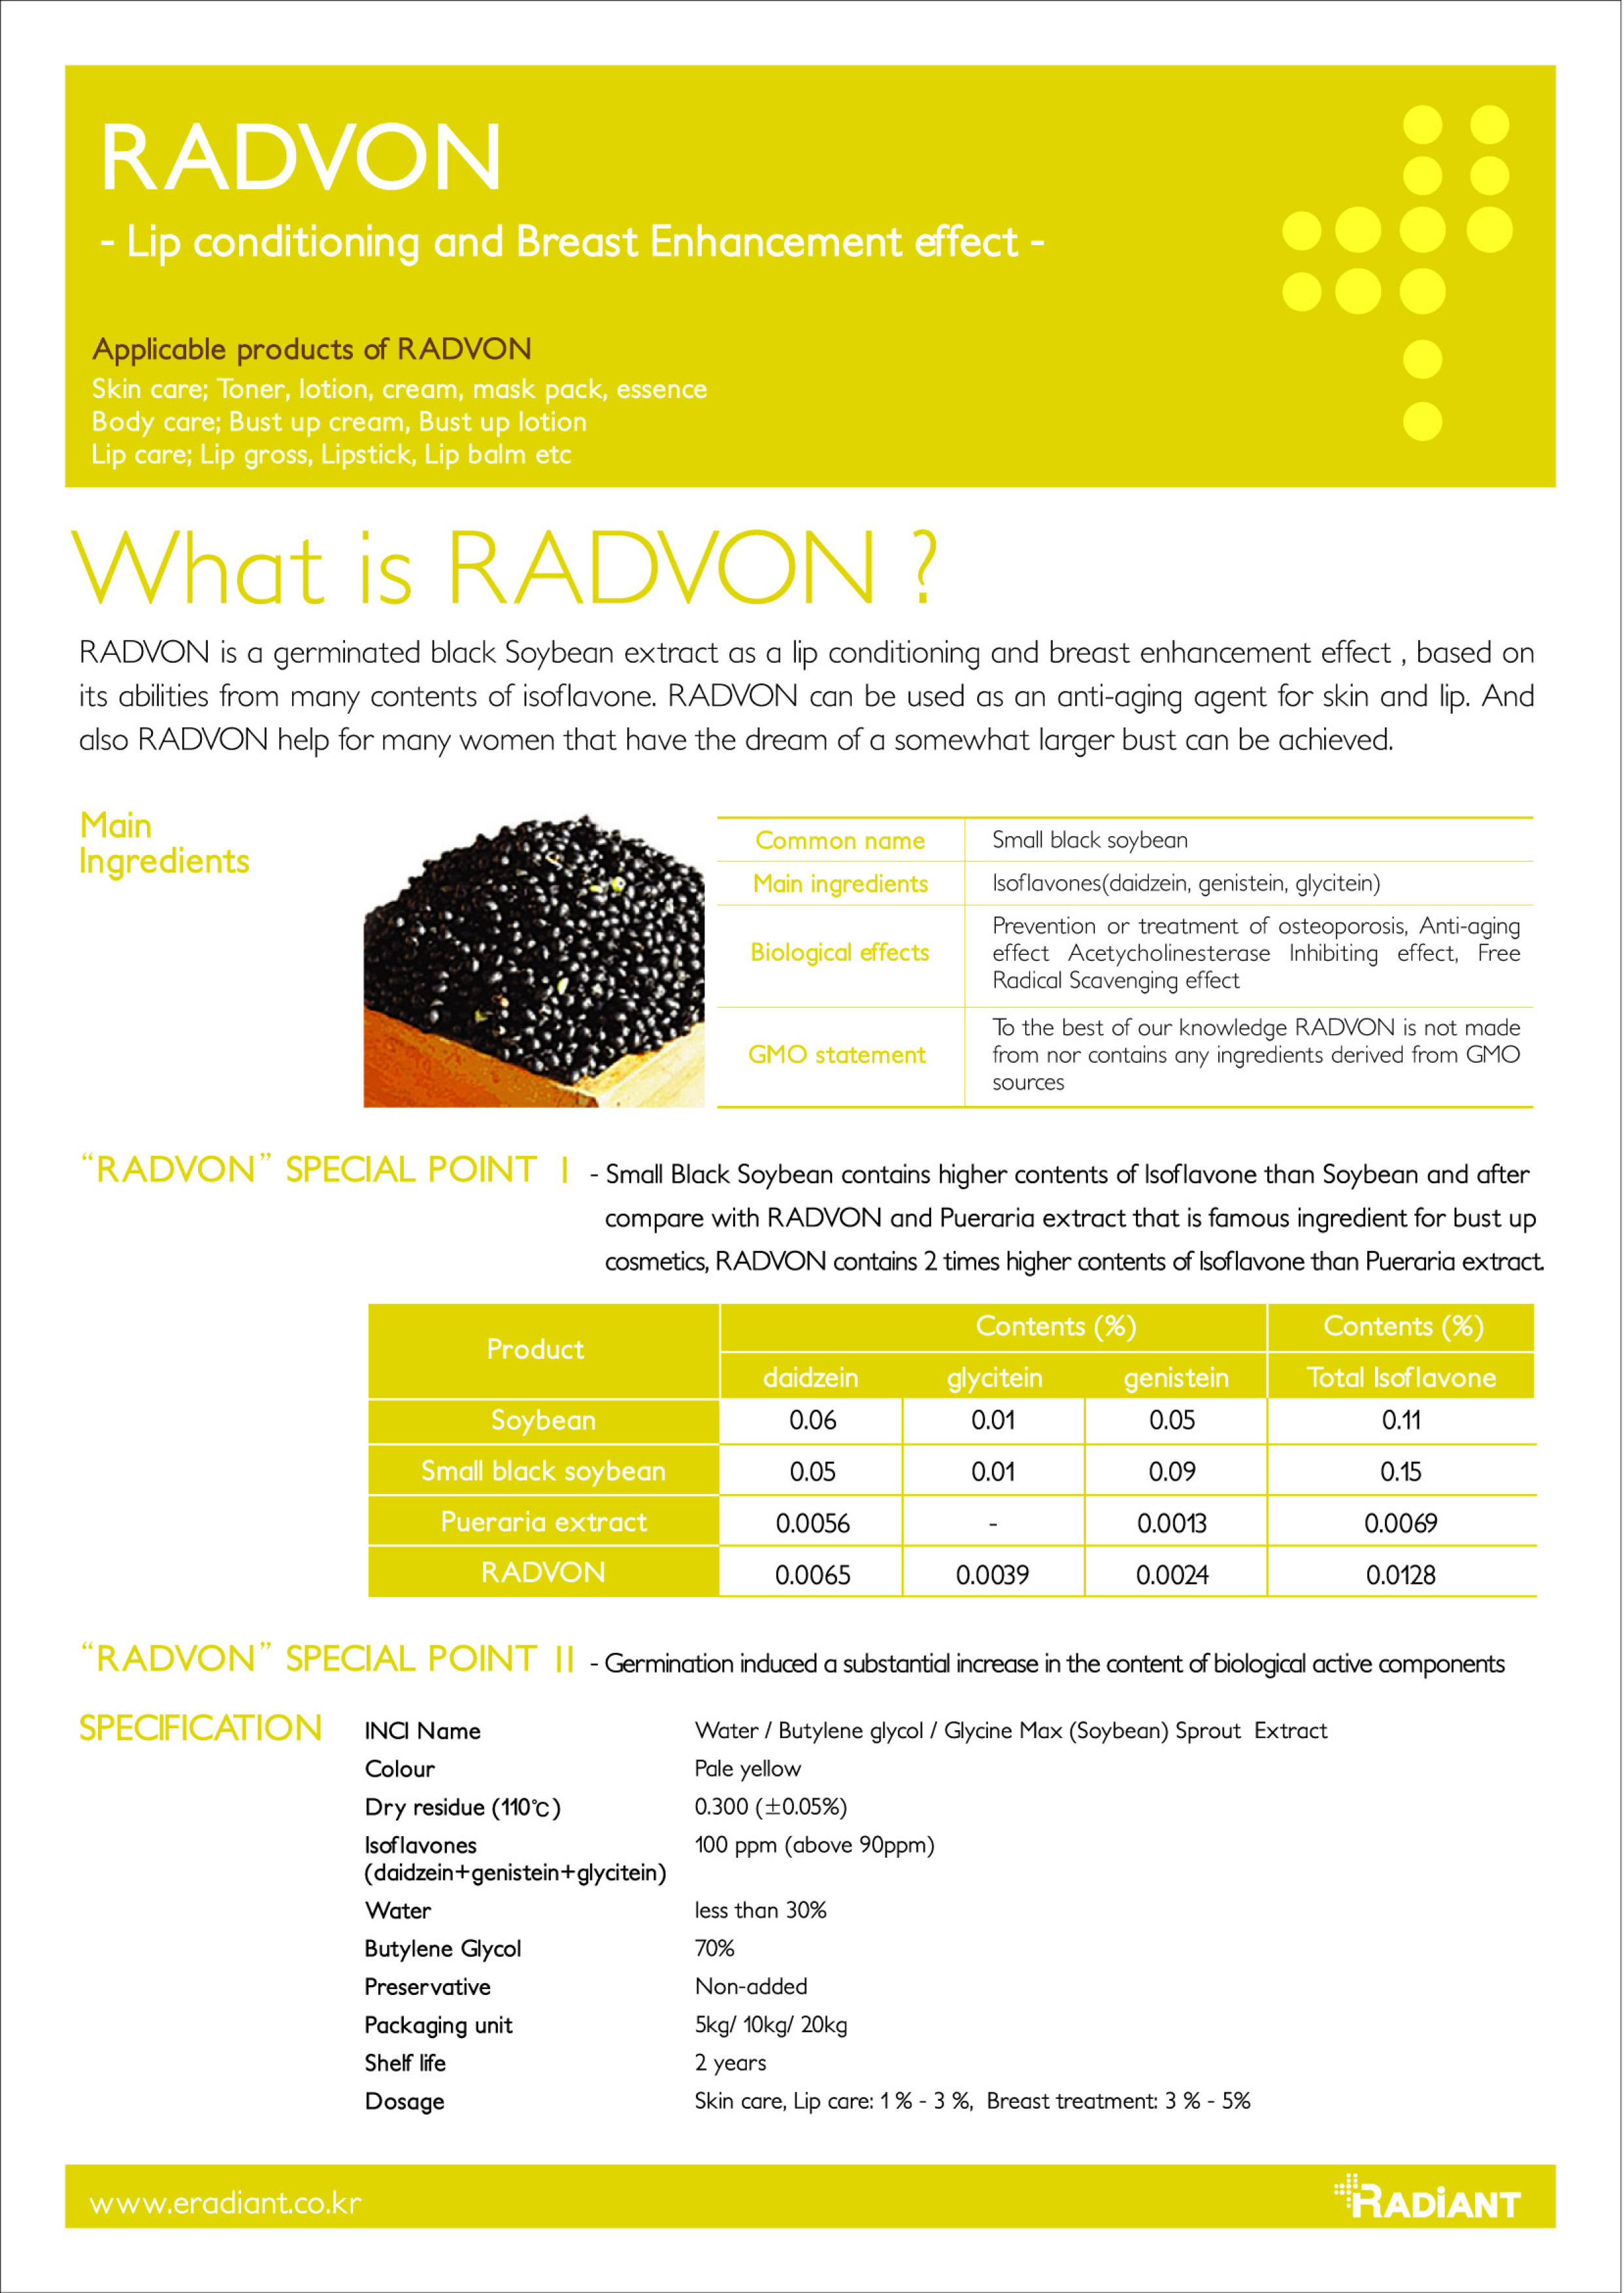 RADVON
- Lip conditioning and Breast Enhancement effect -
Applicable products of RADVON
Skin care; Toner, lotion, cream, mask pack, essence
Body care; Bust up cream, Bust up lotion
Lip care; Lip gross, Lipstick, Lip balm etc
What is RADVON ?
RADVON is a germinated black Soybean extract as a lip conditioning and breast enhancement effect , based on
its abilities from many contents of isoflavone. RADVON can be used as an anti-aging agent for skin and lip. And
also RADVON help for many women that have the dream of a somewhat larger bust can be achieved.
Main
Ingredients
Common name Small black soybean
Main ingredients Isoflavones(daidzein, genistein, glycitein)
Biological effects
Prevention or treatment of osteoporosis, Anti-aging
effect Acetycholinesterase Inhibiting effect, Free
Radical Scavenging effect
GMO statement
To the best of our knowledge RADVON is not made
from nor contains any ingredients derived from GMO
sources
“RADVON” SPECIAL POINT I - Small Black Soybean contains higher contents of Isoflavone than Soybean and after
compare with RADVON and Pueraria extract that is famous ingredient for bust up
cosmetics, RADVON contains 2 times higher contents of Isoflavone than Pueraria extract.
Product Contents (%) Contents (%)
daidzein glycitein genistein Total Isoflavone
Soybean 0.06 0.01 0.05 0.11
Small black soybean 0.05 0.01 0.09 0.15
Pueraria extract 0.0056 - 0.0013 0.0069
RADVON 0.0065 0.0039 0.0024 0.0128
“RADVON” SPECIAL POINT II - Germination induced a substantial increase in the content of biological active components
SPECIFICATION
INCI Name Water / Butylene glycol / Glycine Max (Soybean) Sprout Extract
Colour Pale yellow
Dry residue (110℃) 0.300 (±0.05%)
Isoflavones 100 ppm (above 90ppm)
(daidzein+genistein+glycitein)
Water less than 30%
Butylene Glycol 70%
Preservative Non-added
Packaging unit 5kg/ 10kg/ 20kg
Shelf life 2 years
Dosage Skin care, Lip care: 1 % - 3 %, Breast treatment: 3 % - 5%
www.eradiant.co.kr
RADiANT